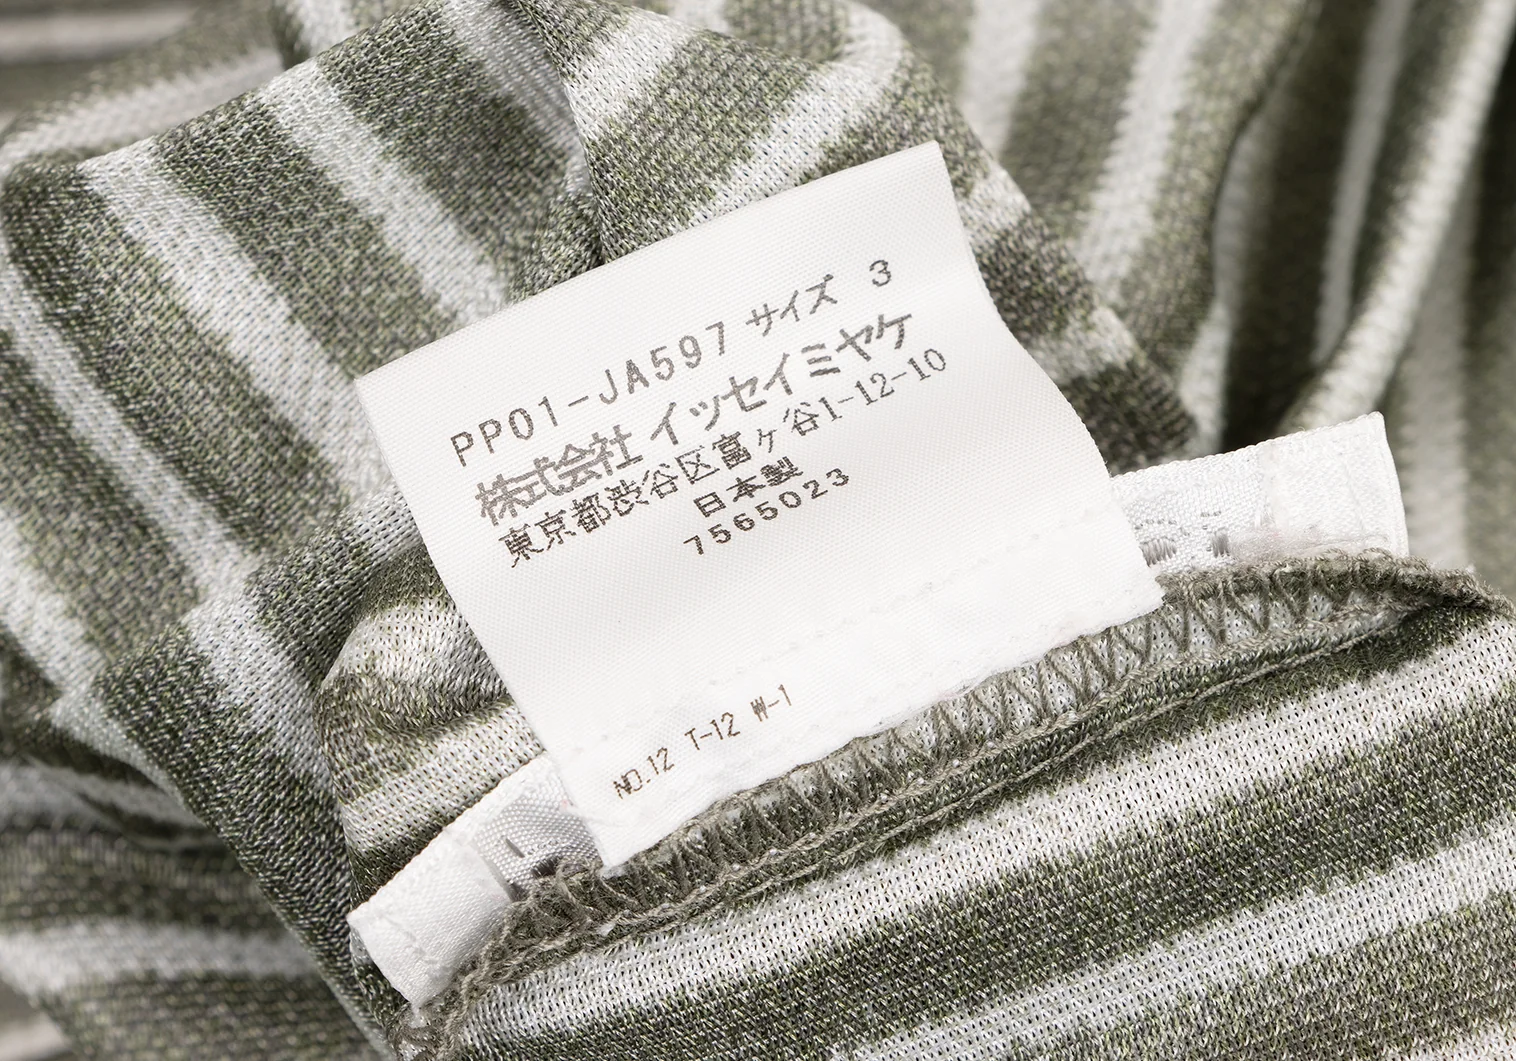 PP01-JA597 サイズ 3
株式会社 イッセイミヤケ
東京都渋谷区富ヶ谷1-12-10
日本製
7565023
NO.12 T-12 W-1